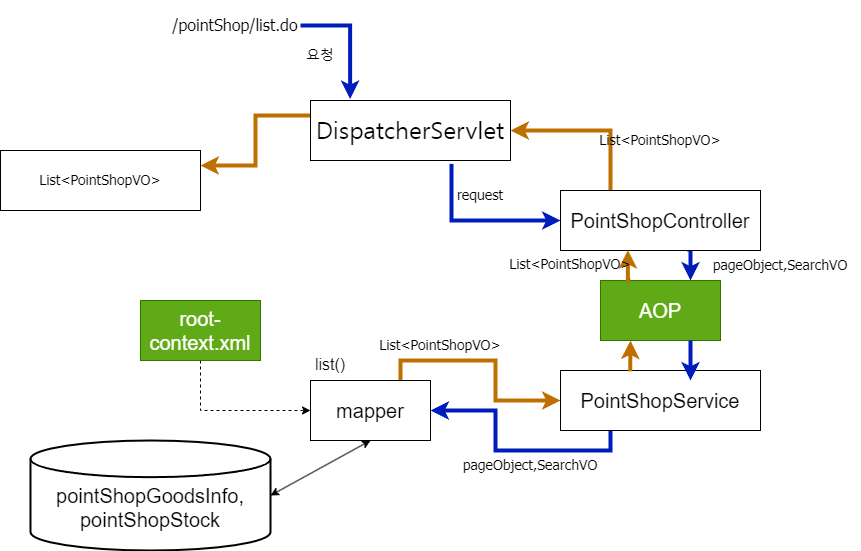 /pointShop/list.do
요청
DispatcherServlet
List<PointShopVO>
List<PointShopVO>
request
PointShopController
List<PointShopVO>
pageObject,SearchVO
AOP
root-
context.xml
List<PointShopVO>
list()
mapper
PointShopService
pageObject,SearchVO
pointShopGoodsInfo,
pointShopStock